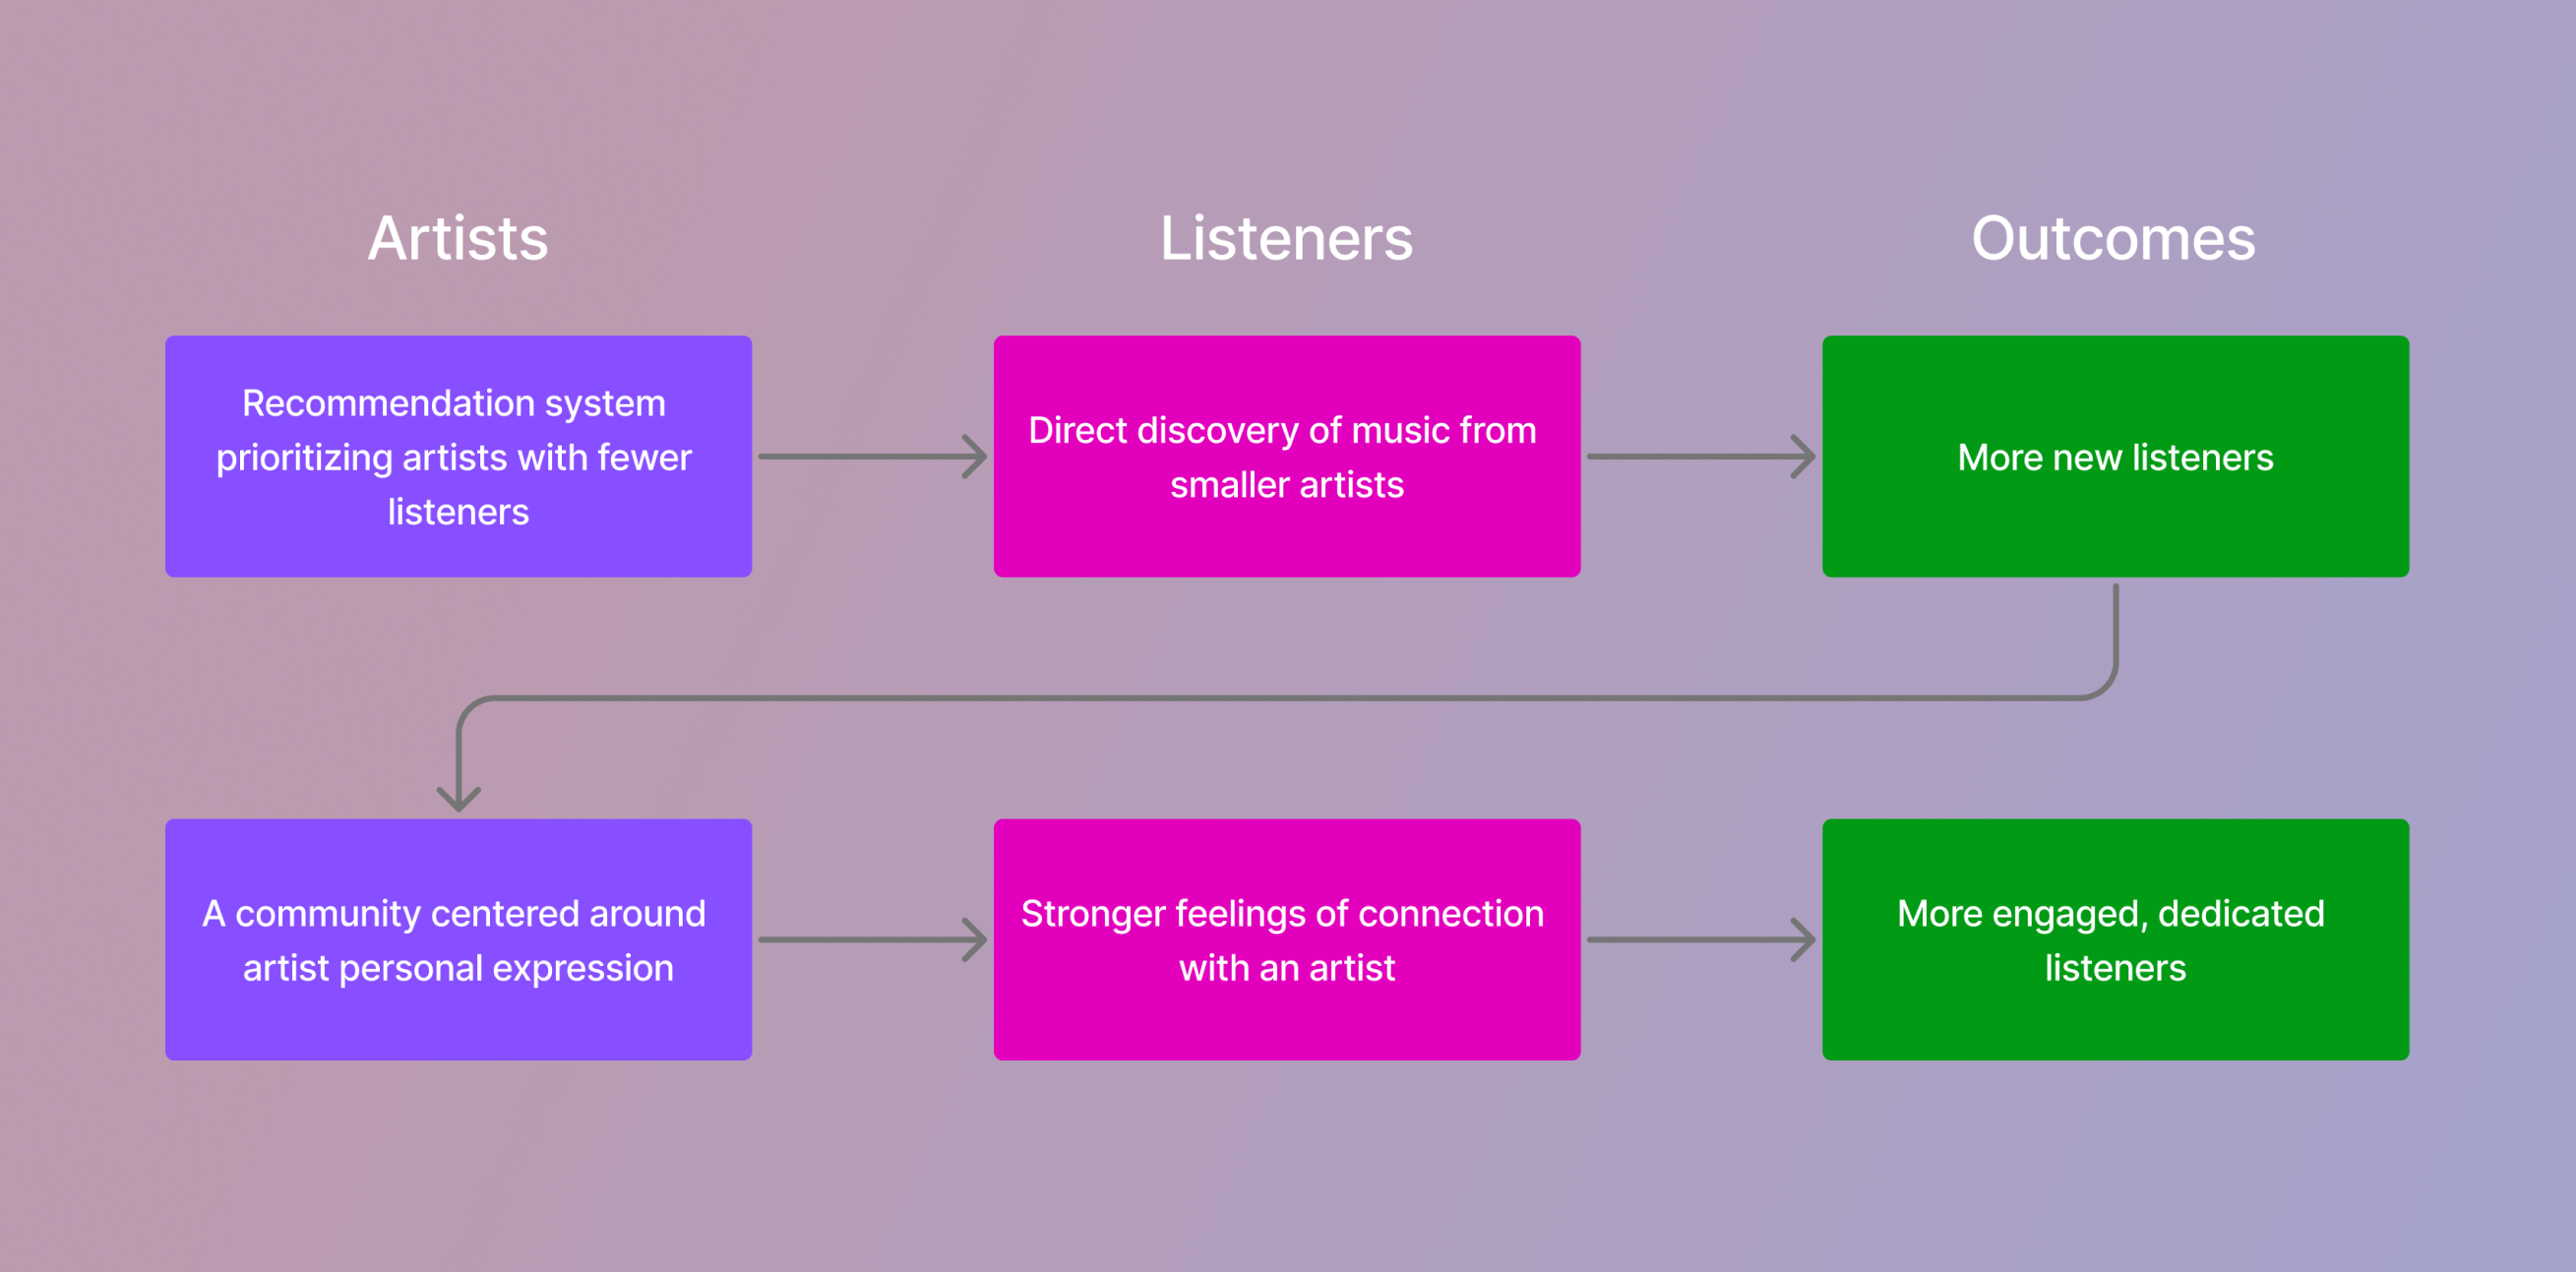 Artists
Listeners
Outcomes
Recommendation system
prioritizing artists with fewer
listeners
Direct discovery of music from
smaller artists
More new listeners
A community centered around
artist personal expression
Stronger feelings of connection
with an artist
More engaged, dedicated
listeners